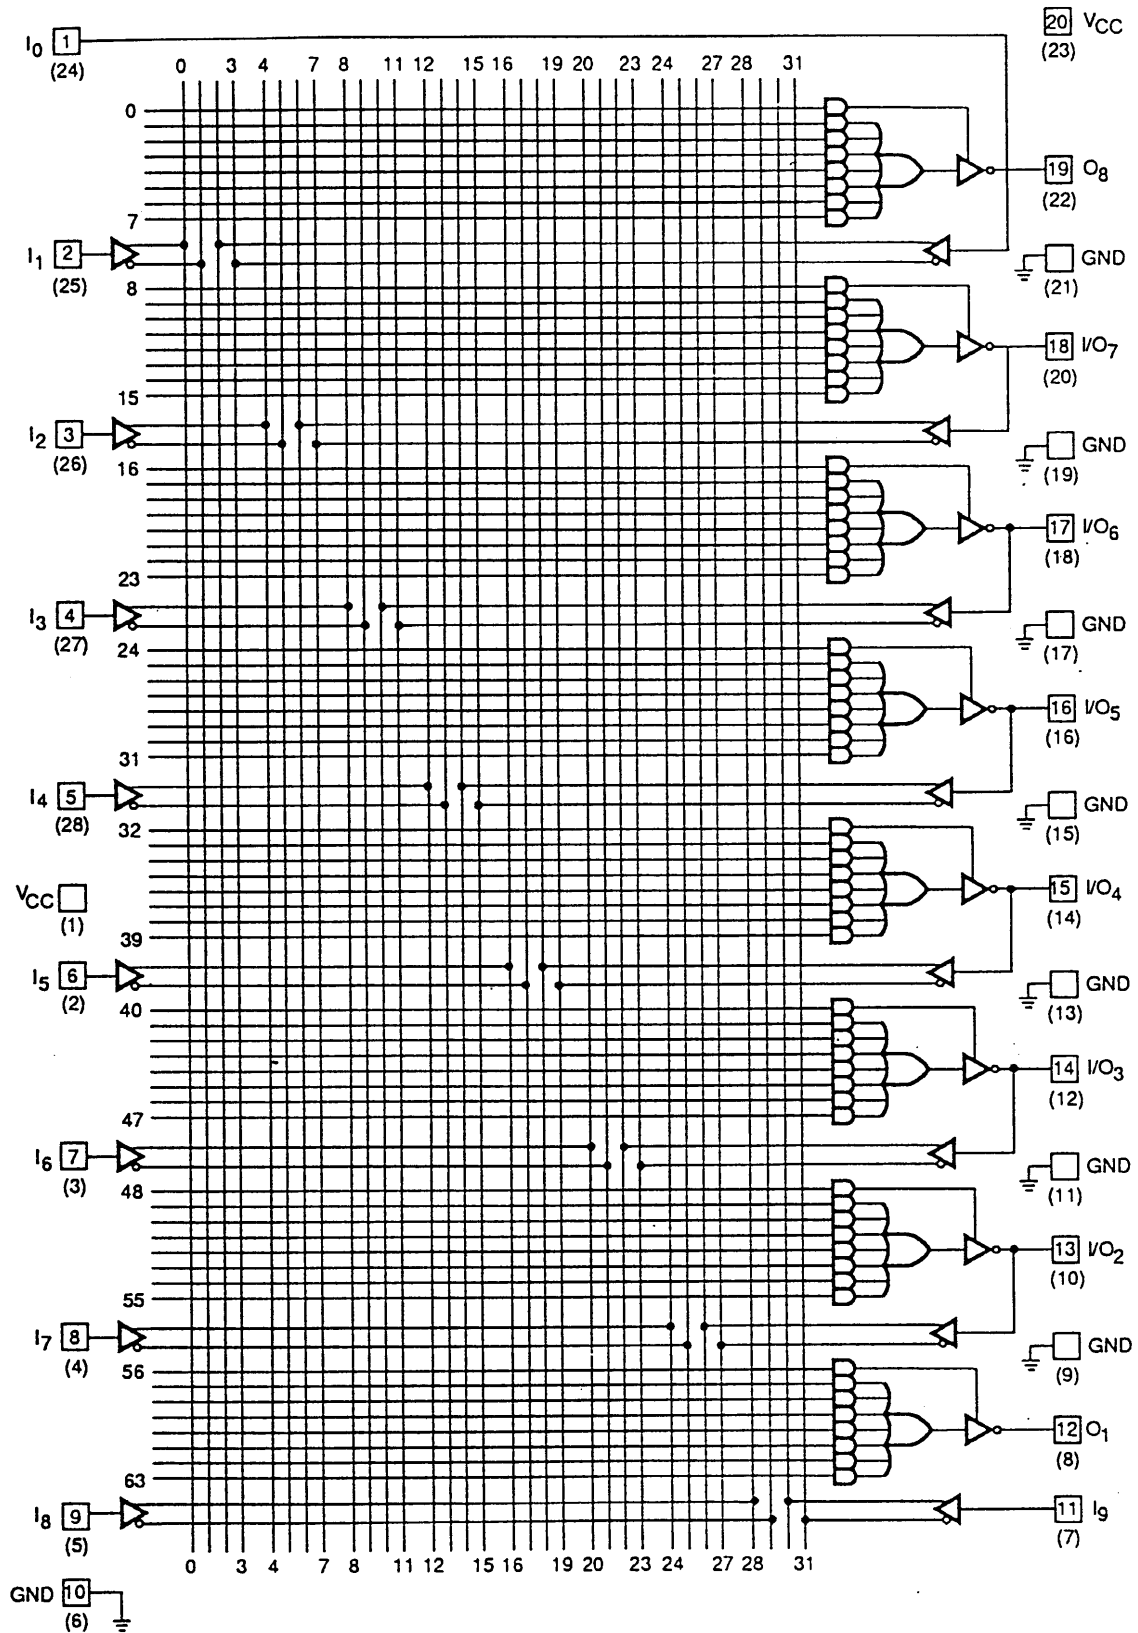 I0 1
(24)
20 VCC
(23)
0 3 4 7 8 11 12 15 16 19 20 23 24 27 28 31
0
19 O8
(22)
7
I1 2
(25)
GND
(21)
8
18 I/O7
(20)
15
I2 3
(26)
GND
(19)
16
17 I/O6
(18)
23
I3 4
(27)
GND
(17)
24
16 I/O5
(16)
31
I4 5
(28)
GND
(15)
32
15 I/O4
(14)
VCC
(1)
39
I5 6
(2)
GND
(13)
40
14 I/O3
(12)
47
I6 7
(3)
GND
(11)
48
13 I/O2
(10)
55
I7 8
(4)
GND
(9)
56
12 O1
(8)
63
I8 9
(5)
11 I9
(7)
0 3 4 7 8 11 12 15 16 19 20 23 24 27 28 31
GND 10
(6)